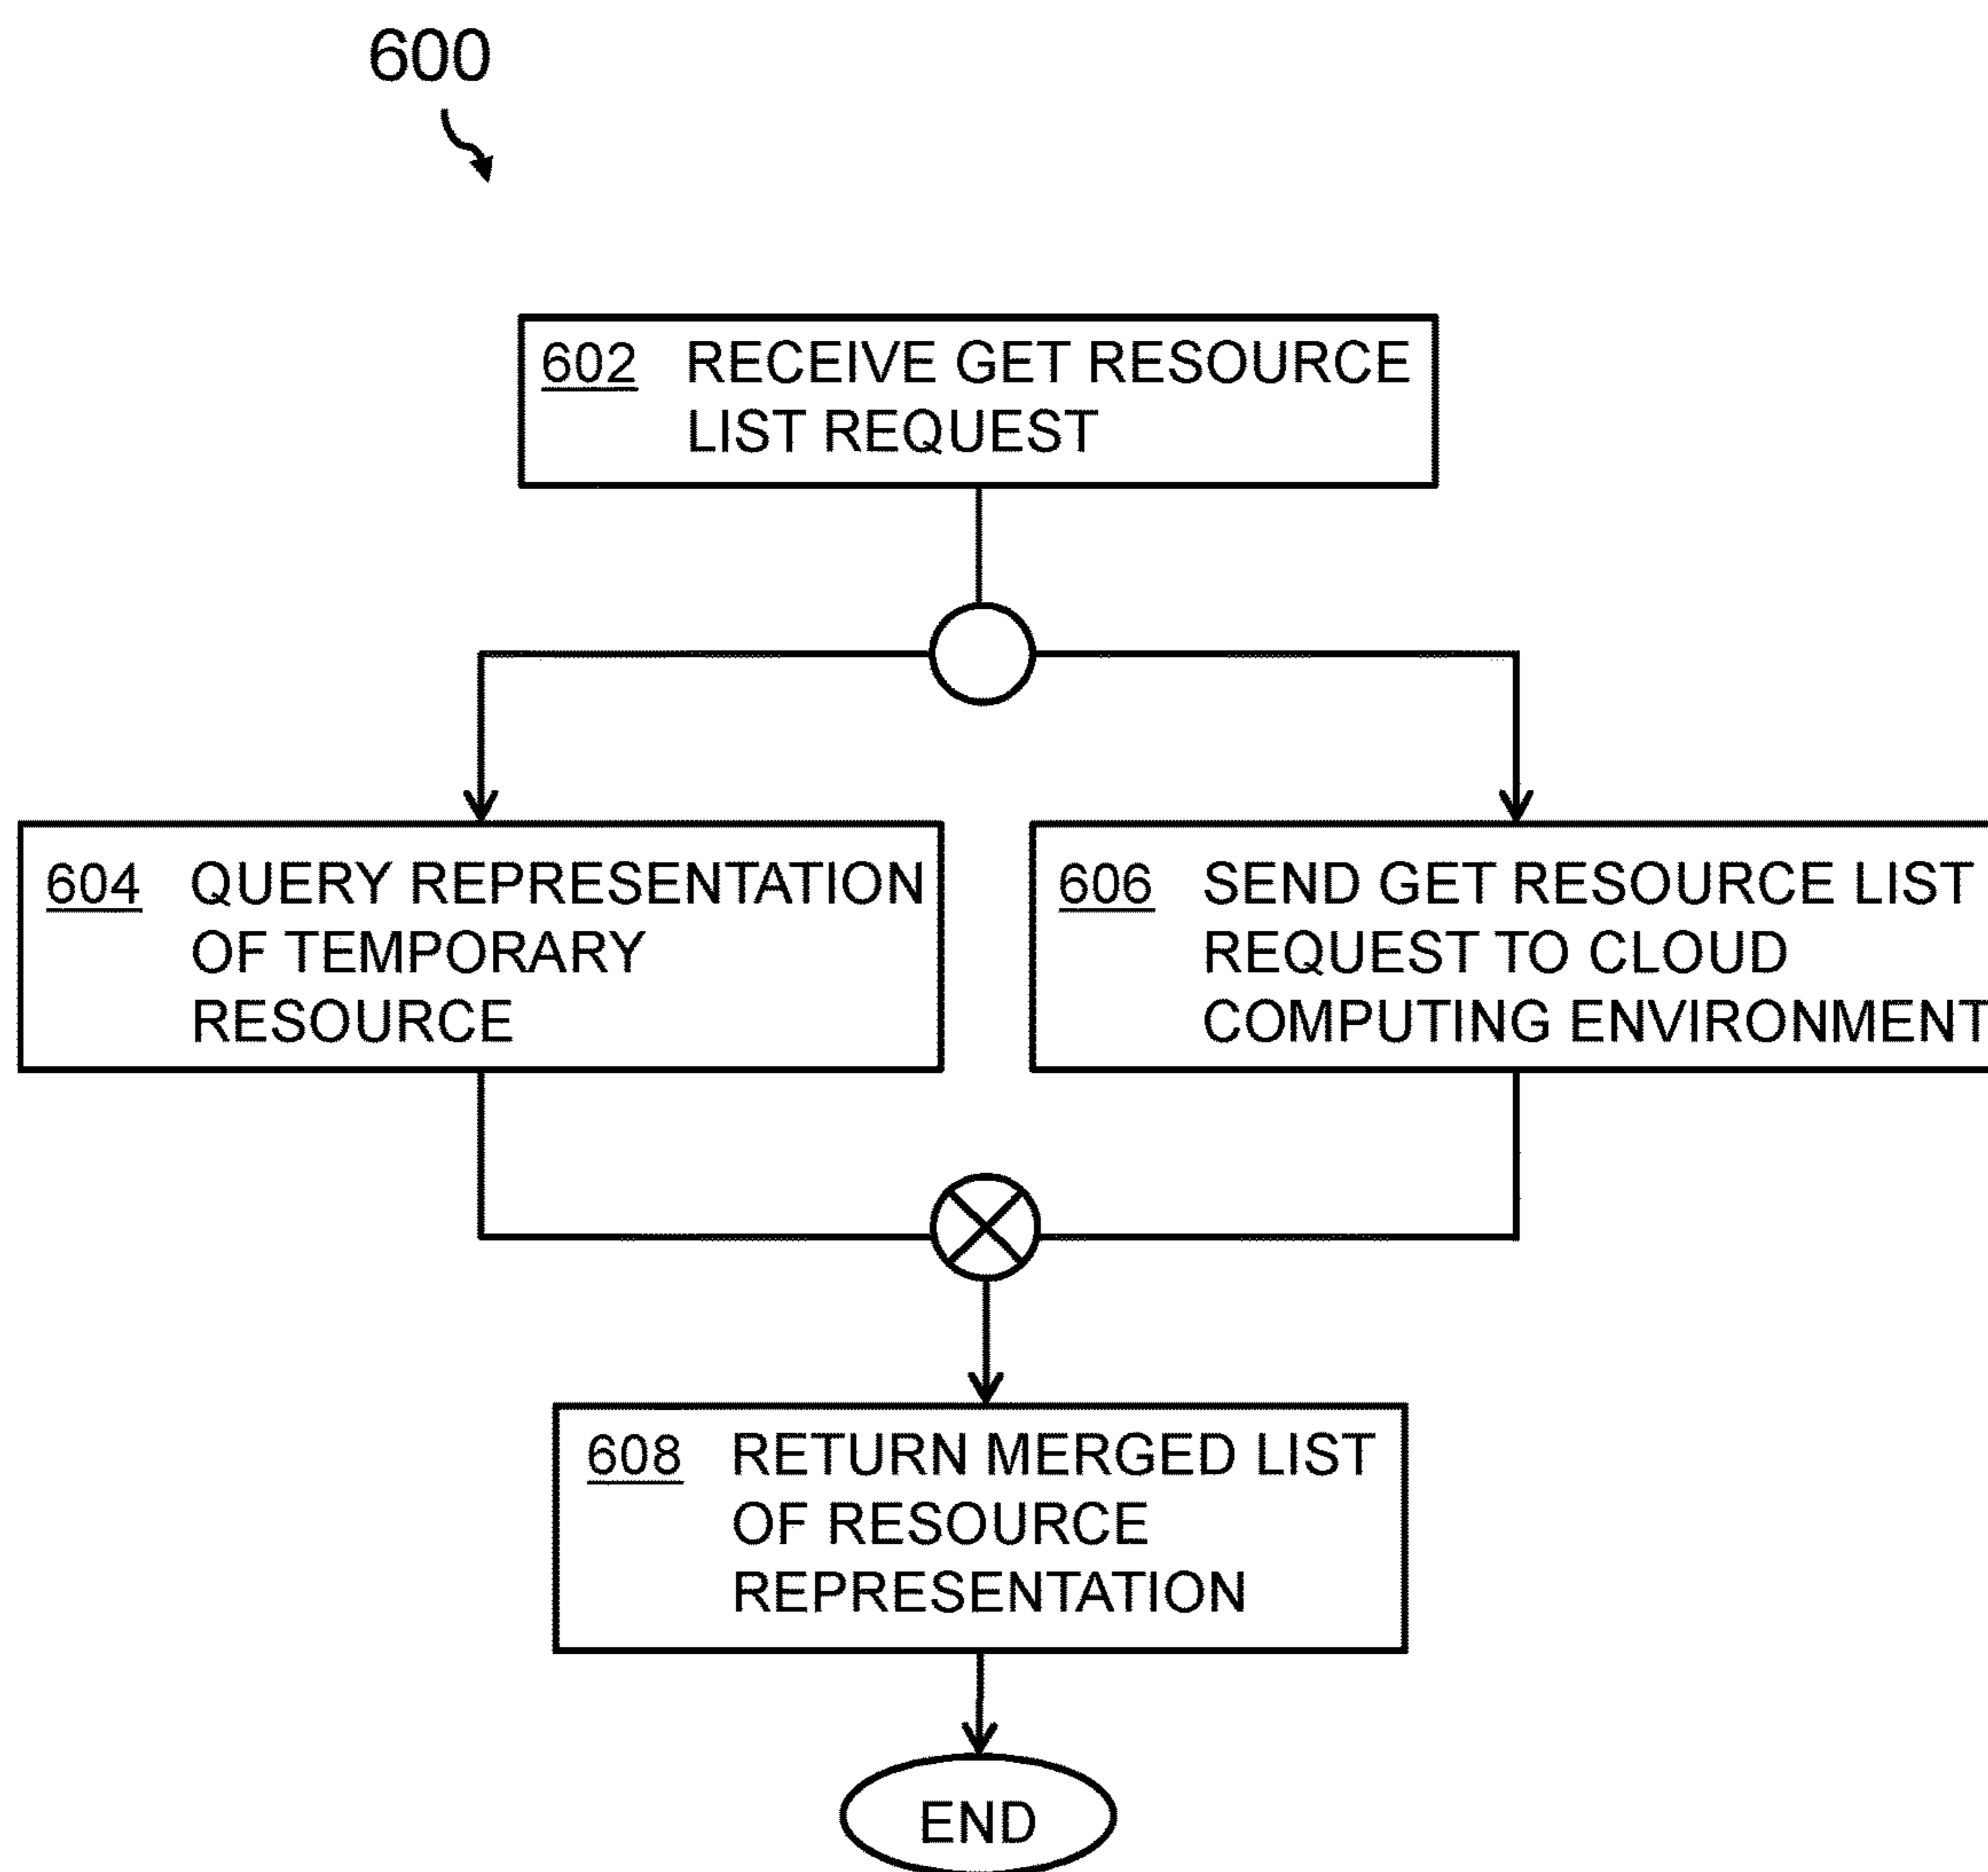 600
602 RECEIVE GET RESOURCE
LIST REQUEST
604 QUERY REPRESENTATION
OF TEMPORARY
RESOURCE
606 SEND GET RESOURCE LIST
REQUEST TO CLOUD
COMPUTING ENVIRONMENT
608 RETURN MERGED LIST
OF RESOURCE
REPRESENTATION
END